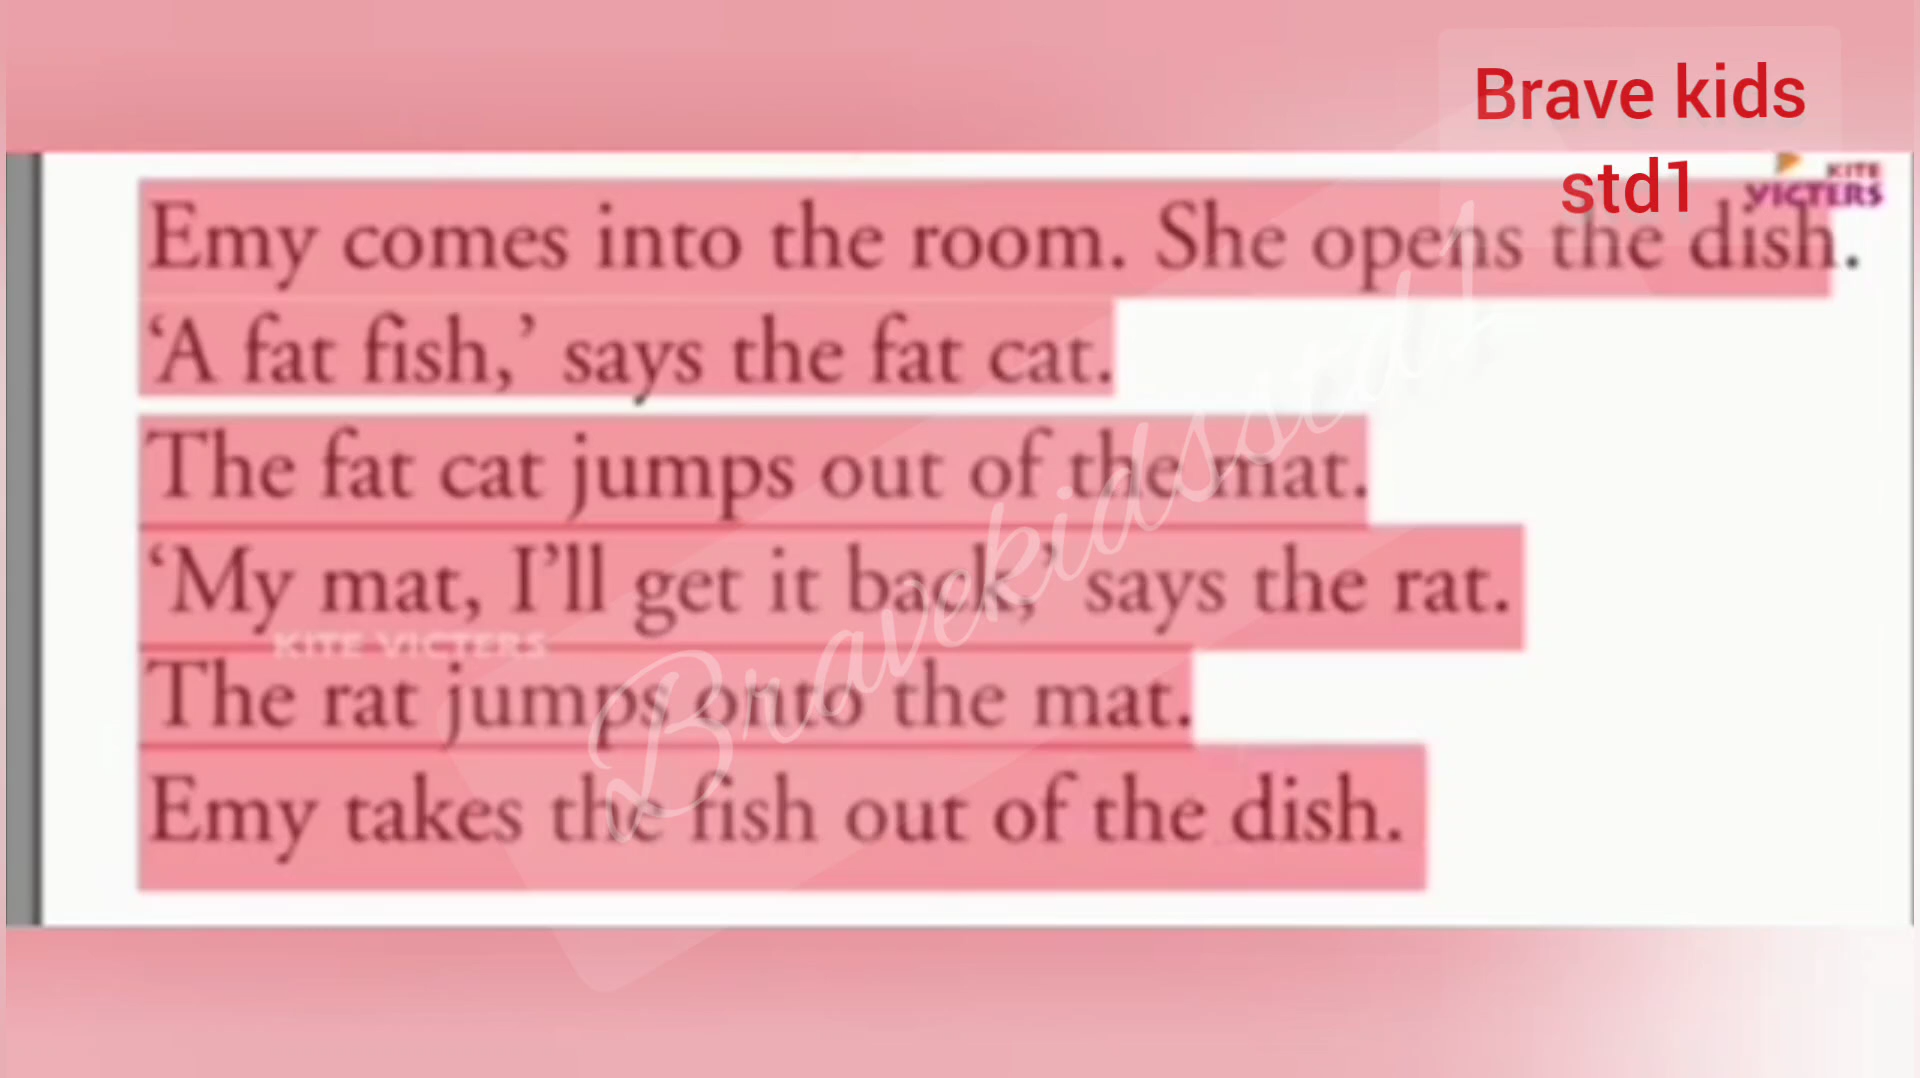 Brave kids
std1
KITE
VICTERS
Emy comes into the room. She opens the dish.
‘A fat fish,’ says the fat cat.
The fat cat jumps out of the mat.
‘My mat, I’ll get it back,’ says the rat.
KITE VICTERS
The rat jumps onto the mat.
Emy takes the fish out of the dish.
Bravekidsstd1